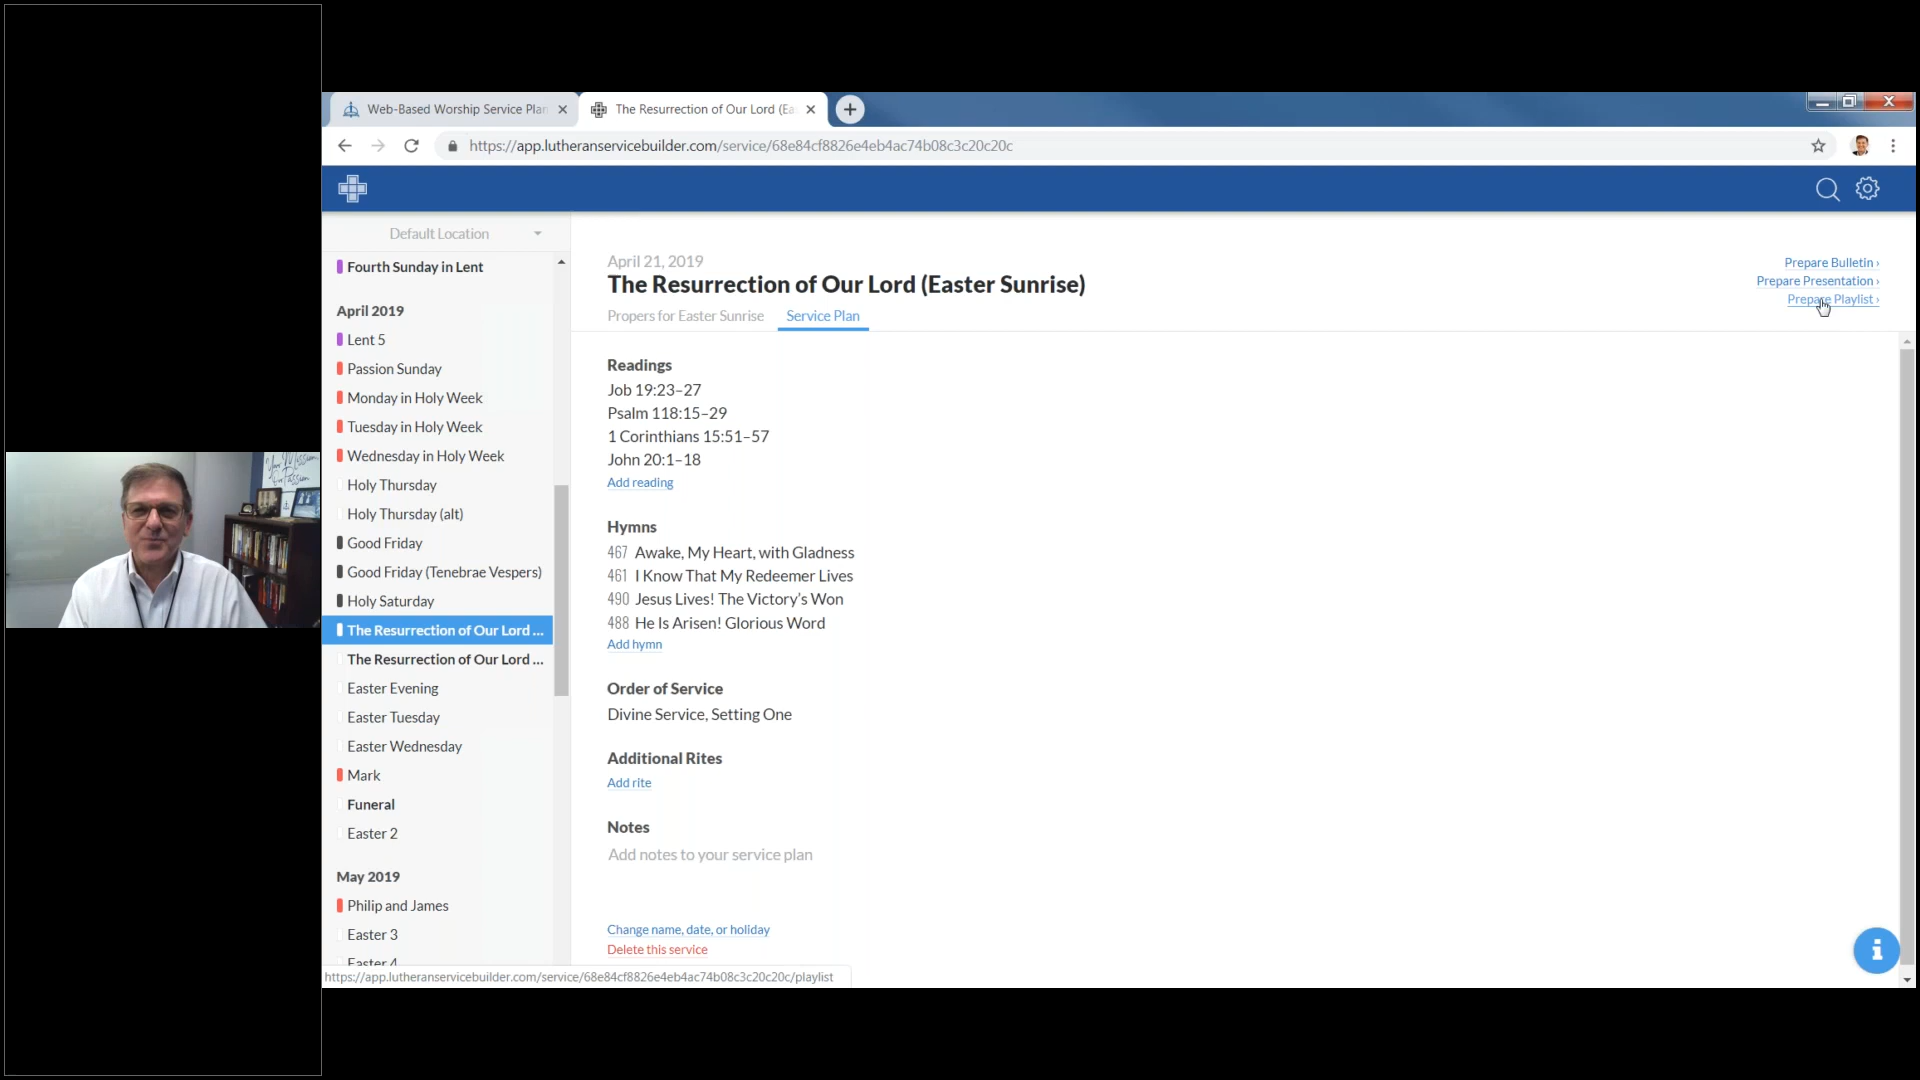 Web-Based Worship Service Plan
The Resurrection of Our Lord (Ea
https://app.lutheranservicebuilder.com/service/68e84cf8826e4eb4ac74b08c3c20c20c
Default Location
Fourth Sunday in Lent
April 2019
Lent 5
Passion Sunday
Monday in Holy Week
Tuesday in Holy Week
Wednesday in Holy Week
Holy Thursday
Holy Thursday (alt)
Good Friday
Good Friday (Tenebrae Vespers)
Holy Saturday
The Resurrection of Our Lord ...
The Resurrection of Our Lord ...
Easter Evening
Easter Tuesday
Easter Wednesday
Mark
Funeral
Easter 2
May 2019
Philip and James
Easter 3
Easter 4
April 21, 2019
The Resurrection of Our Lord (Easter Sunrise)
Propers for Easter Sunrise
Service Plan
Prepare Bulletin ›
Prepare Presentation ›
Prepare Playlist ›
Readings
Job 19:23–27
Psalm 118:15–29
1 Corinthians 15:51–57
John 20:1–18
Add reading
Hymns
467 Awake, My Heart, with Gladness
461 I Know That My Redeemer Lives
490 Jesus Lives! The Victory’s Won
488 He Is Arisen! Glorious Word
Add hymn
Order of Service
Divine Service, Setting One
Additional Rites
Add rite
Notes
Add notes to your service plan
Change name, date, or holiday
Delete this service
https://app.lutheranservicebuilder.com/service/68e84cf8826e4eb4ac74b08c3c20c20c/playlist
Your Mission
Our Passion